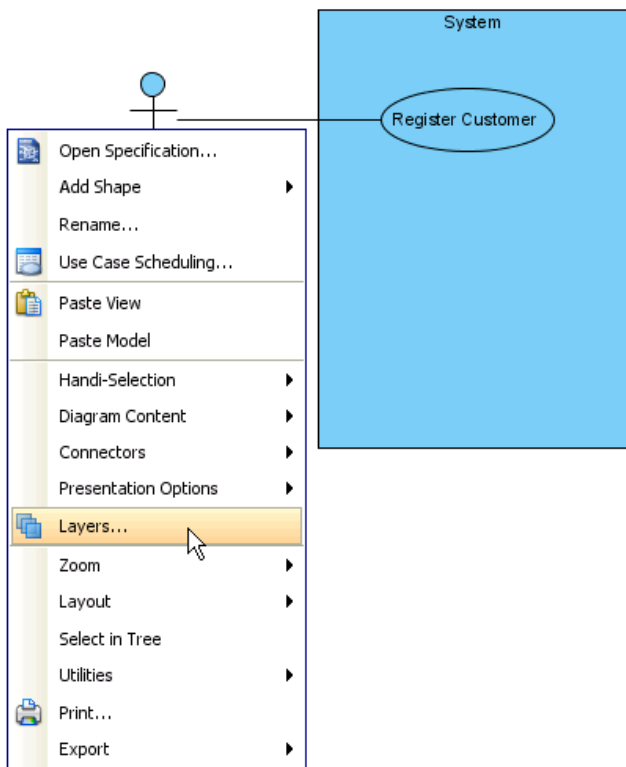 System
Register Customer
Open Specification...
Add Shape
Rename...
Use Case Scheduling...
Paste View
Paste Model
Handi-Selection
Diagram Content
Connectors
Presentation Options
Layers...
Zoom
Layout
Select in Tree
Utilities
Print...
Export